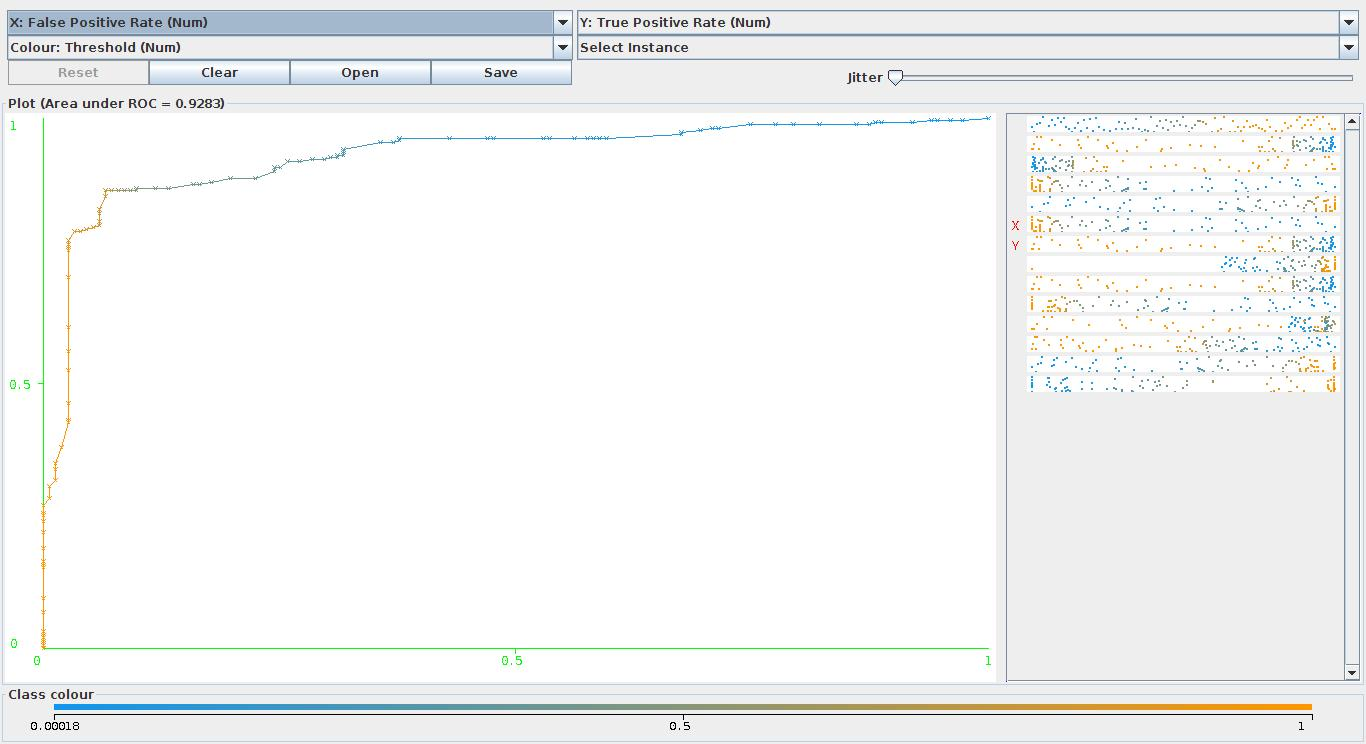 X: False Positive Rate (Num)
Y: True Positive Rate (Num)
Colour: Threshold (Num)
Select Instance
Reset
Clear
Open
Save
Jitter
Plot (Area under ROC = 0.9283)
1
0.5
0
0
0.5
1
X
Y
Class colour
0.00018
0.5
1